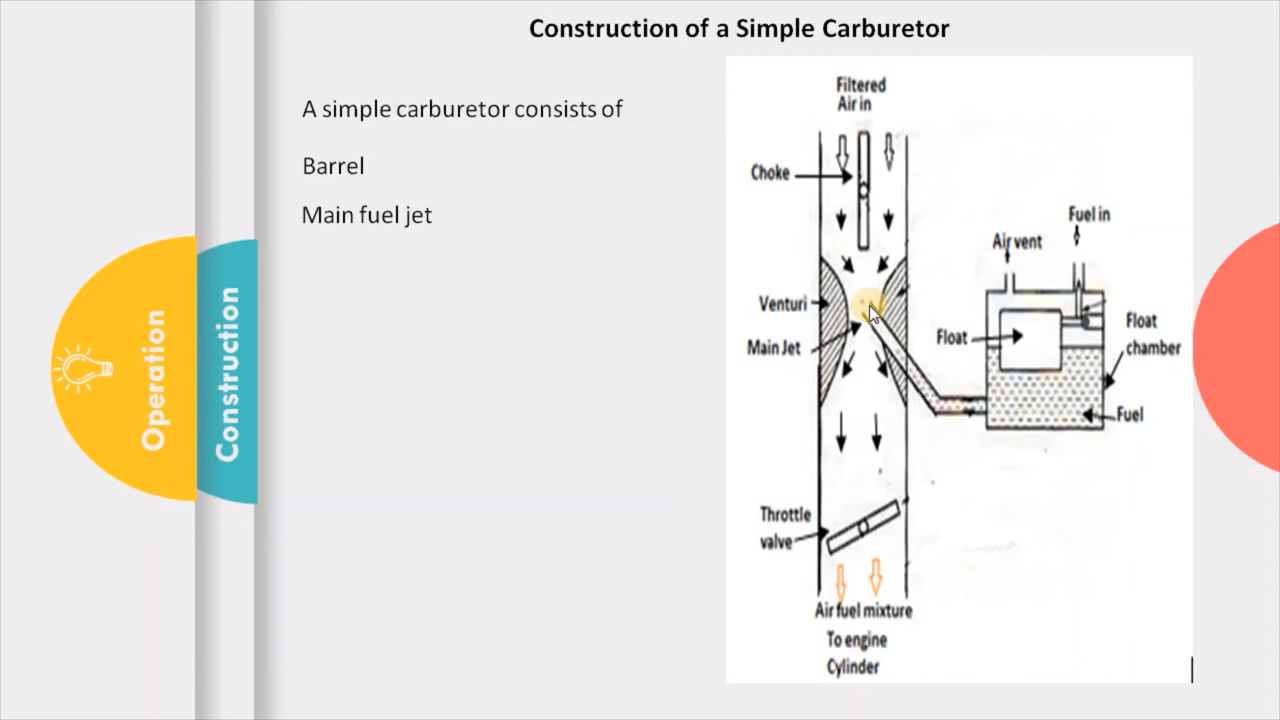 Construction of a Simple Carburetor
A simple carburetor consists of
Barrel
Main fuel jet
Operation
Construction
Filtered
Air in
Choke
Fuel in
Air vent
Venturi
Main Jet
Float
Float
chamber
Fuel
Throttle
valve
Air fuel mixture
To engine
Cylinder